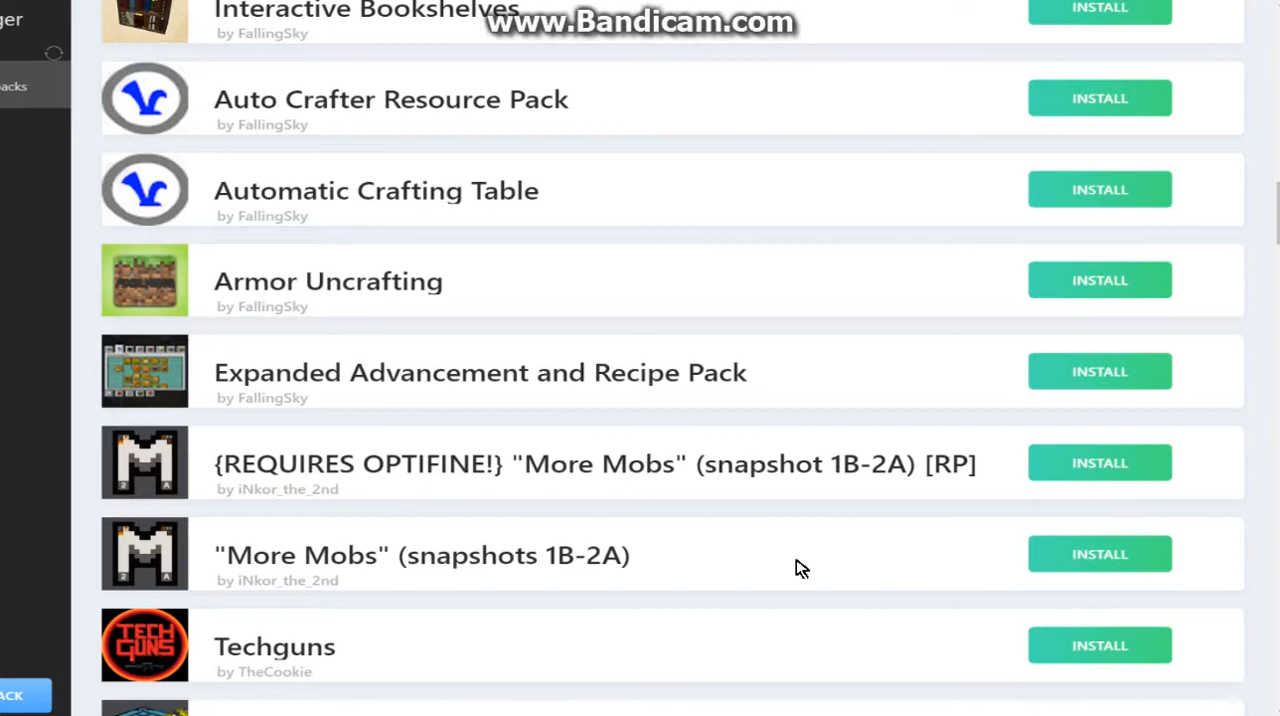 ger
Interactive Bookshelves
www.Bandicam.com
INSTALL
by FallingSky
acks
Auto Crafter Resource Pack
by FallingSky
INSTALL
Automatic Crafting Table
by FallingSky
INSTALL
Armor Uncrafting
by FallingSky
INSTALL
Expanded Advancement and Recipe Pack
by FallingSky
INSTALL
{REQUIRES OPTIFINE!} "More Mobs" (snapshot 1B-2A) [RP]
by iNkor_the_2nd
INSTALL
M
2 A
"More Mobs" (snapshots 1B-2A)
by iNkor_the_2nd
INSTALL
M
2 A
TECH
GUNS
Techguns
by TheCookie
INSTALL
ACK